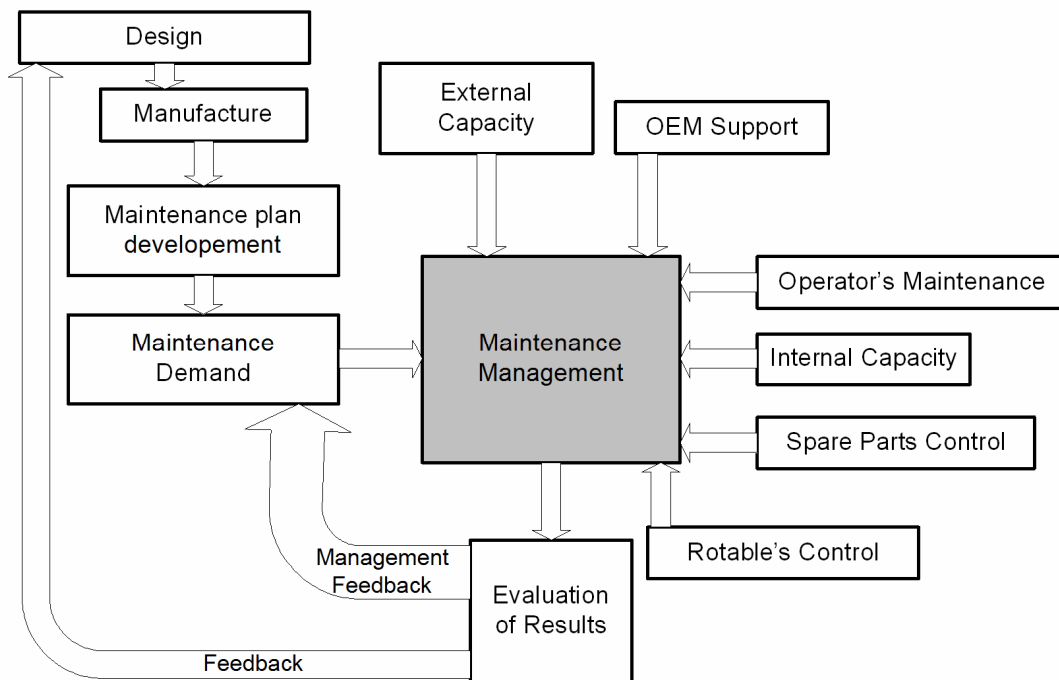 Design
Manufacture
Maintenance plan
developement
Maintenance
Demand
External
Capacity
OEM Support
Maintenance
Management
Operator's Maintenance
Internal Capacity
Spare Parts Control
Rotable's Control
Management
Feedback
Evaluation
of Results
Feedback